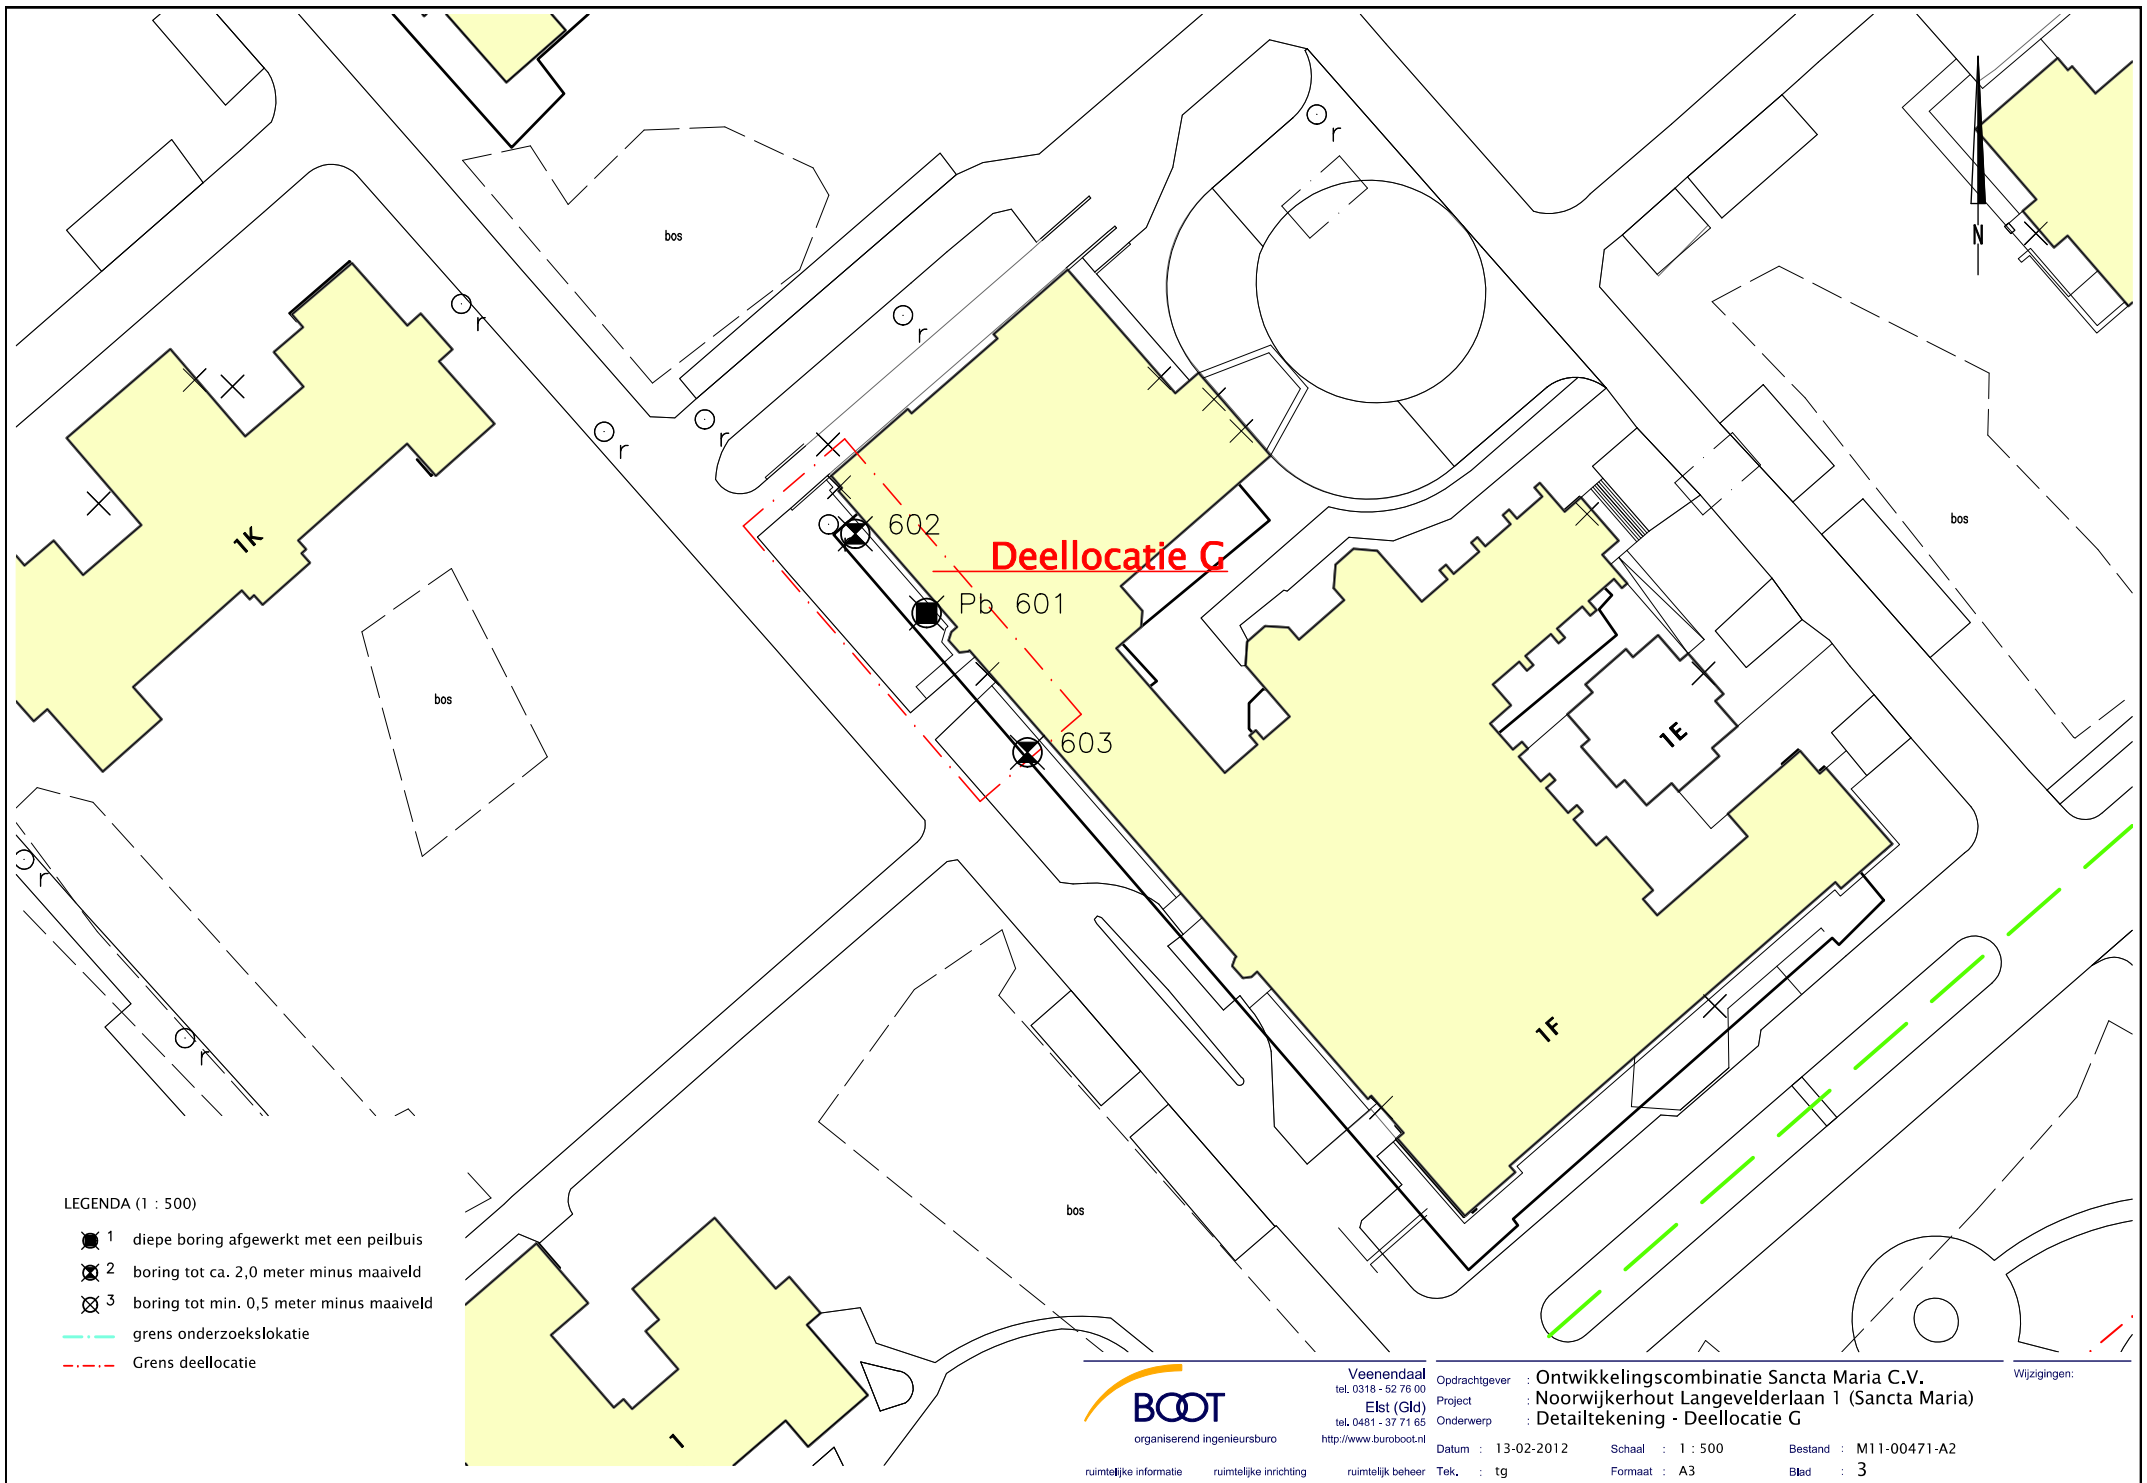 r
N
bos
r
r
bos
r
r
602
Deellocatie G
1K
Pb 601
bos
603
1E
bos
r
1F
r
bos
1
LEGENDA (1 : 500)
1 diepe boring afgewerkt met een peilbuis
2 boring tot ca. 2,0 meter minus maaiveld
3 boring tot min. 0,5 meter minus maaiveld
grens onderzoekslokatie
Grens deellocatie
BOOT
organiserend ingenieursburo
Veenendaal
tel. 0318 - 52 76 00
Elst (Gld)
tel. 0481 - 37 71 65
http://www.buroboot.nl
ruimtelijke informatie ruimtelijke inrichting ruimtelijk beheer
Opdrachtgever : Ontwikkelingscombinatie Sancta Maria C.V.
Project : Noorwijkerhout Langevelderlaan 1 (Sancta Maria)
Onderwerp : Detailtekening - Deellocatie G
Datum : 13-02-2012 Schaal : 1 : 500 Bestand : M11-00471-A2
Tek. : tg Formaat : A3 Blad : 3
Wijzigingen: